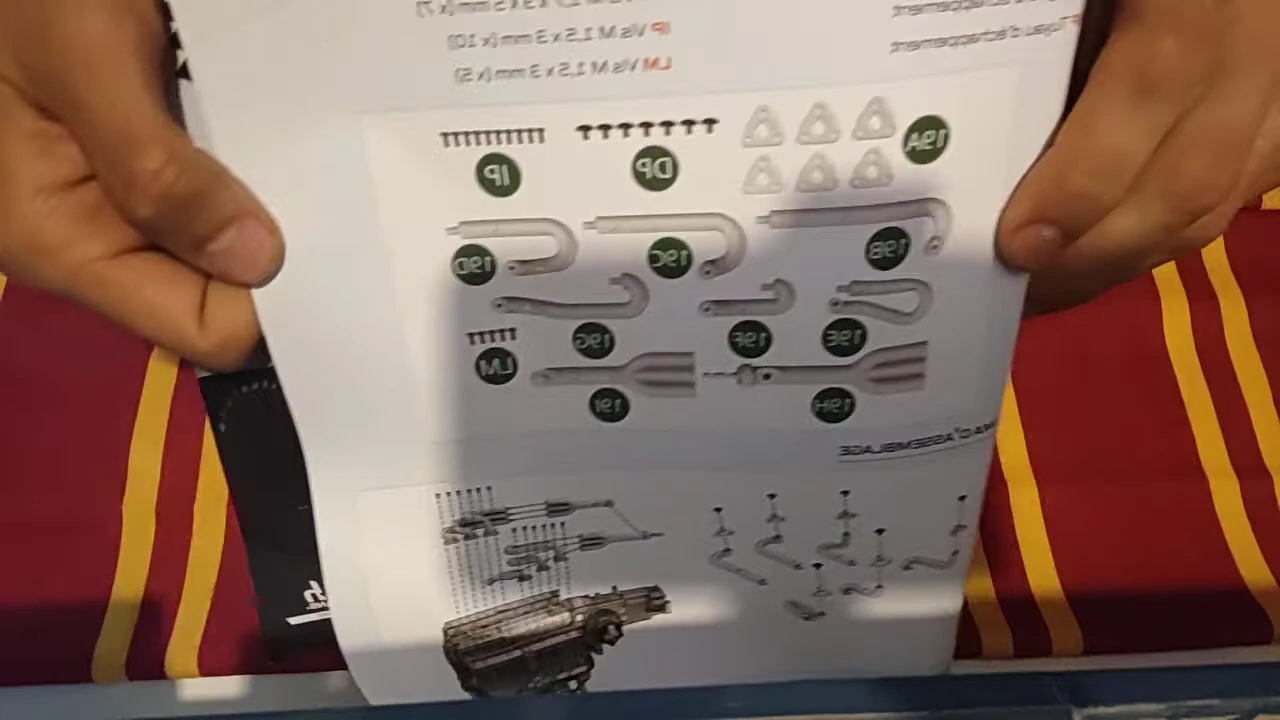 IP Vis M 1,5 x 3 mm (x 10)
LM Vis M 1,5 x 3 mm (x 5)
échappement
Tuyau d'échappement
19A
DP
IP
19B
19C
19D
19E
19F
19G
LM
19H
19I
D'ASSEMBLAGE